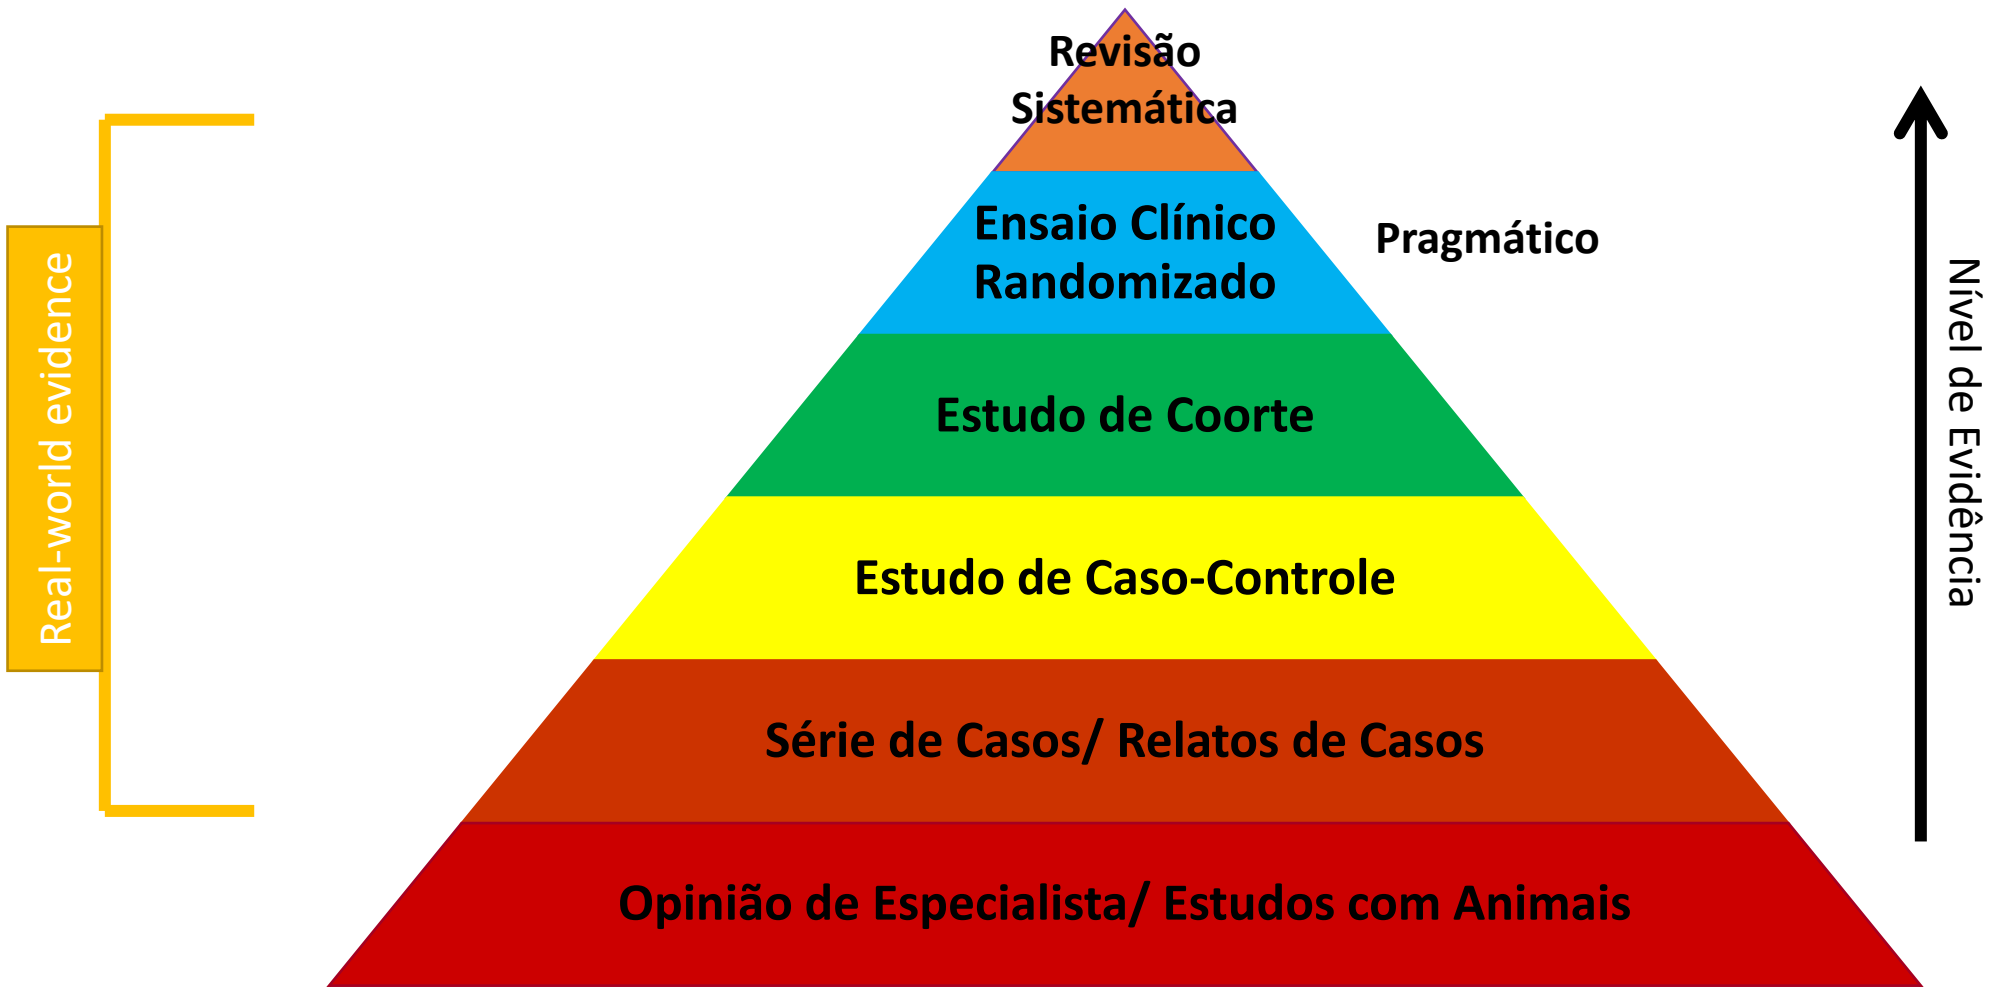 Revisão
Sistemática
Ensaio Clínico
Randomizado
Pragmático
Estudo de Coorte
Estudo de Caso-Controle
Série de Casos/ Relatos de Casos
Opinião de Especialista/ Estudos com Animais
Real-world evidence
Nível de Evidência